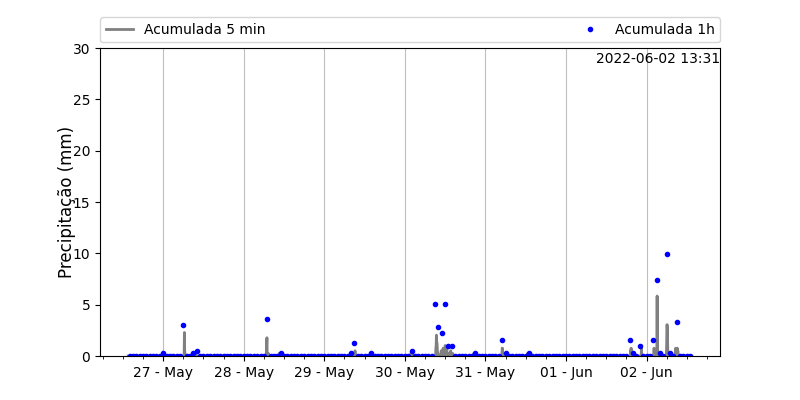 Acumulada 5 min
Acumulada 1h
2022-06-02 13:31
Precipitação (mm)
30
25
20
15
10
5
0
27 - May
28 - May
29 - May
30 - May
31 - May
01 - Jun
02 - Jun